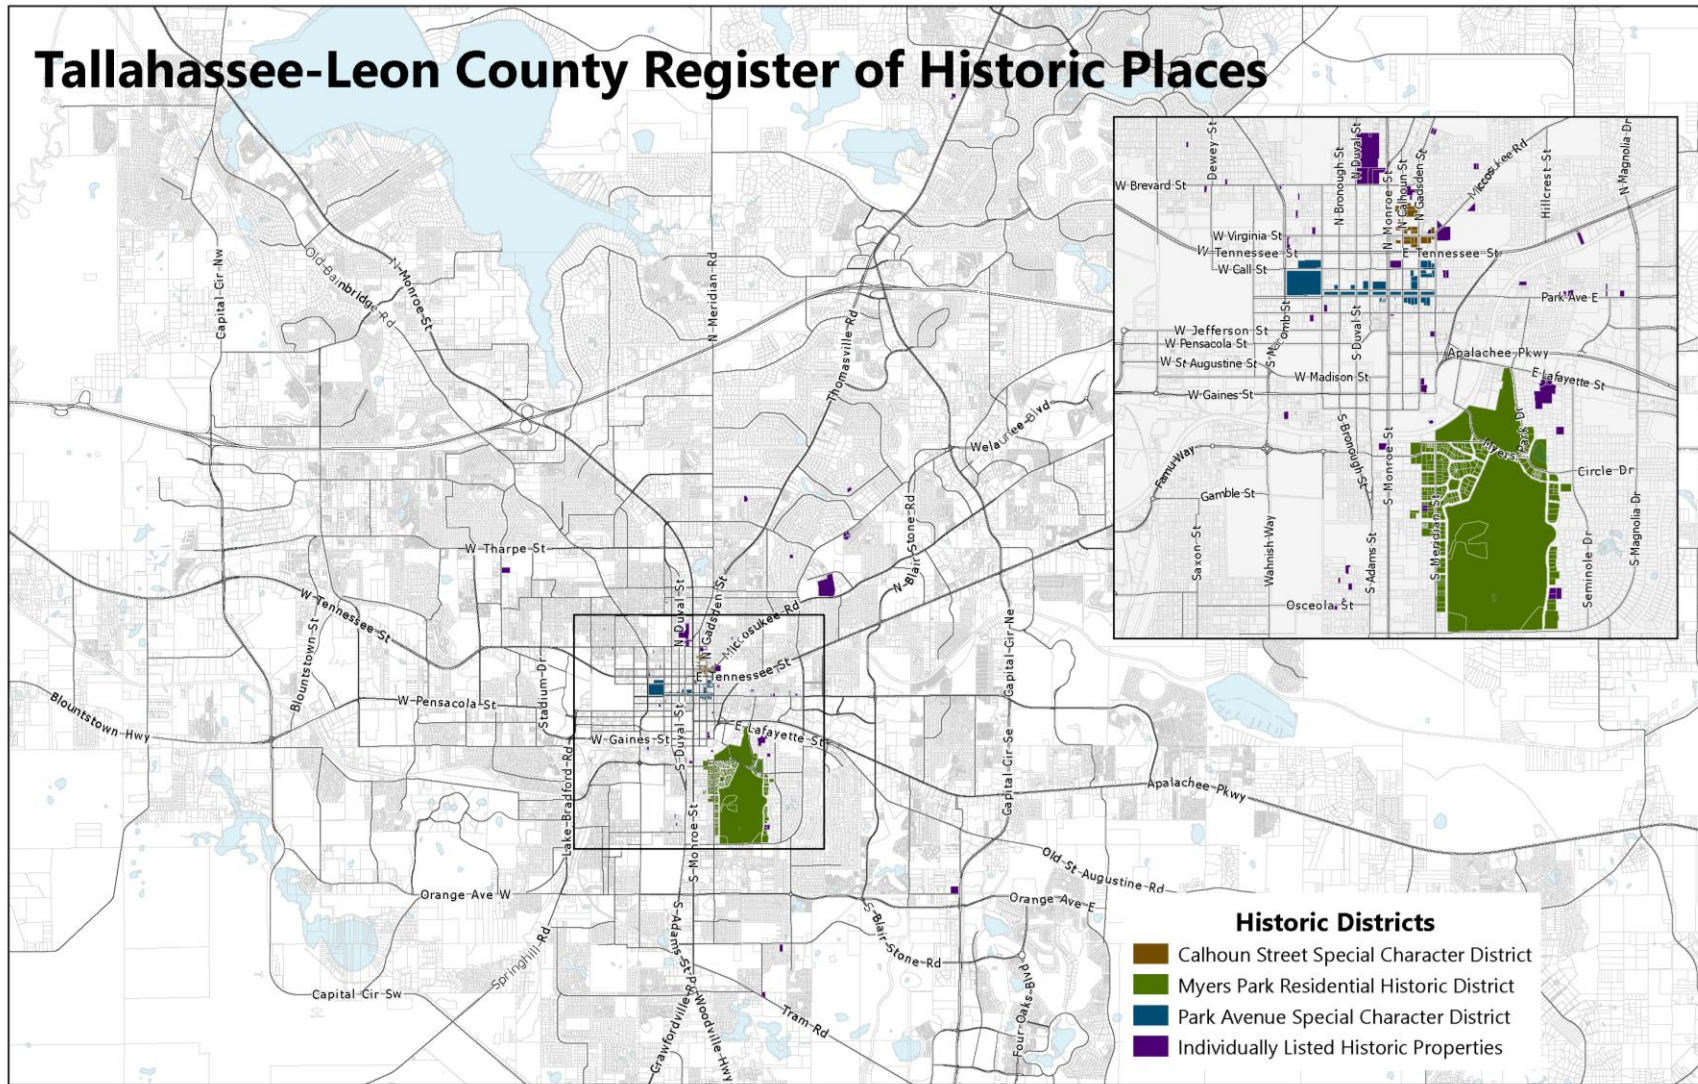 Tallahassee-Leon County Register of Historic Places
Capital Cir Nw
Old Bainbridge Rd
N Monroe St
N Meridian Rd
Thomasville Rd
Welaunee Blvd
N Blair Stone Rd
W Tharpe St
W Tennessee St
Blountstown St
Blountstown Hwy
W Pensacola St
Stadium Dr
N Duval St
N Gadsden St
Miccosukee Rd
E Tennessee St
Capital Cir Ne
W Gaines St
S Duval St
E Lafayette St
Lake Bradford Rd
S Monroe St
Capital Cir Se
Apalachee Pkwy
Old St Augustine Rd
Orange Ave W
Orange Ave E
S Adams St
S Blair Stone Rd
Springhill Rd
Capital Cir Sw
Crawfordville Rd
Woodville Hwy
Tram Rd
Four Oaks Blvd
Dewey St
N Bronough St
N Duval St
N Monroe St
N Calhoun St
N Gadsden St
Miccosukee Rd
Hillcrest St
N Magnolia Dr
W Brevard St
W Virginia St
W Tennessee St
E Tennessee St
W Call St
Park Ave E
S Macomb St
S Duval St
W Jefferson St
W Pensacola St
W St Augustine St
Apalachee Pkwy
E Lafayette St
W Madison St
W Gaines St
S Bronough St
S Monroe St
Myers Park Dr
Circle Dr
Famu Way
Gamble St
Saxon St
Wahnish Way
S Adams St
S Meridian St
Seminole Dr
S Magnolia Dr
Osceola St
Historic Districts
Calhoun Street Special Character District
Myers Park Residential Historic District
Park Avenue Special Character District
Individually Listed Historic Properties